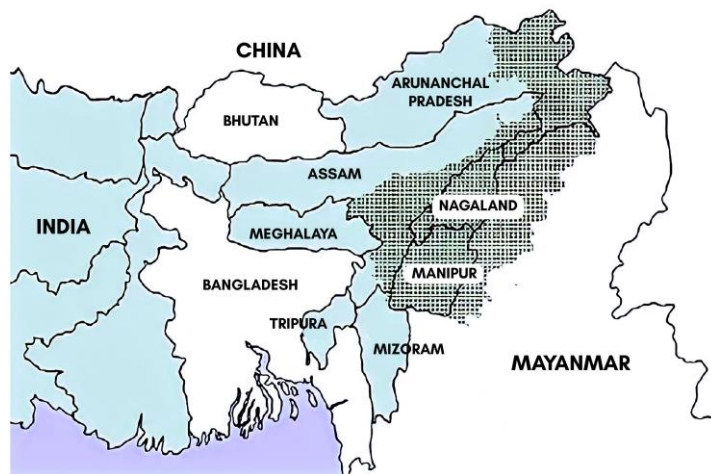 CHINA
ARUNANCHAL
PRADESH
BHUTAN
ASSAM
NAGALAND
INDIA
MEGHALAYA
MANIPUR
BANGLADESH
TRIPURA
MIZORAM
MAYANMAR